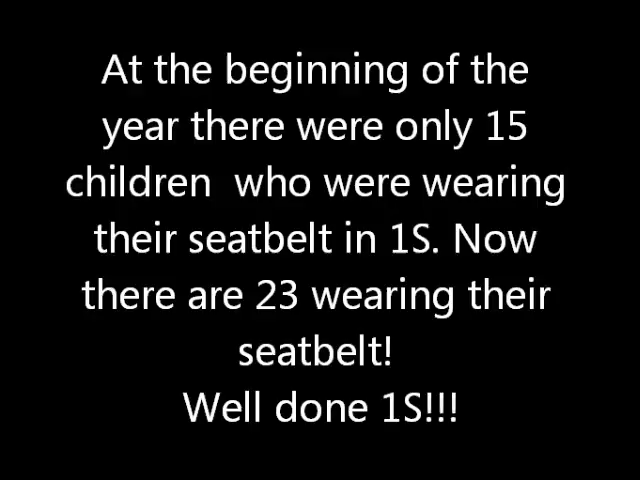 At the beginning of the
year there were only 15
children  who were wearing
their seatbelt in 1S. Now
there are 23 wearing their
seatbelt!
Well done 1S!!!